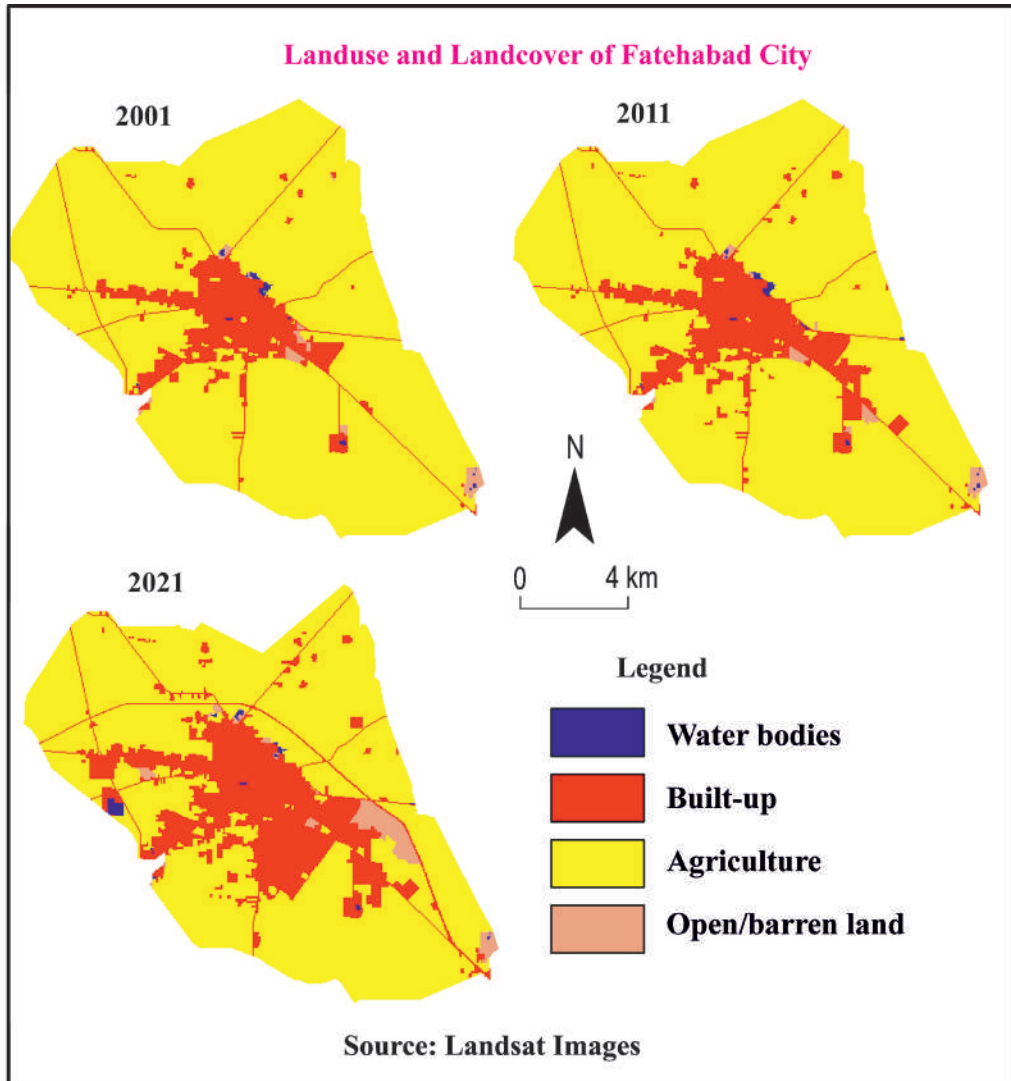 Landuse and Landcover of Fatehabad City
2001
2011
N
0 4 km
2021
Legend
Water bodies
Built-up
Agriculture
Open/barren land
Source: Landsat Images